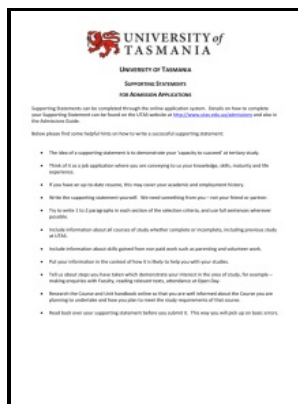 UNIVERSITY of
TASMANIA
UNIVERSITY OF TASMANIA
SUPPORTING STATEMENTS
FOR ADMISSION APPLICATIONS
Supporting Statements can be completed through the online application system. Details on how to complete
your Supporting Statement can be found on the UTAS website at http://www.utas.edu.au/admissions and also in
the Admissions Guide.
Below please find some helpful hints on how to write a successful supporting statement:
• The idea of a supporting statement is to demonstrate your 'capacity to succeed' at tertiary study.
• Think of it as a job application where you are conveying to us your knowledge, skills, maturity and life
experience.
• If you have an up to date resume, this may cover your academic and employment history.
• Write the supporting statement yourself. We need something from you – not your friend or partner.
• Try to write 1 to 2 paragraphs in each section of the selection criteria, and use full sentences wherever
possible.
• Include information about all courses of study whether complete or incomplete, including previous study
at UTAS.
• Include information about skills gained from non paid work such as parenting and volunteer work.
• Put your information in the context of how it is likely to help you with your studies.
• Tell us about steps you have taken which demonstrate your interest in the area of study, for example –
making enquiries with Faculty, reading relevant texts, attendance at Open Day.
• Research the Course and Unit handbook online so that you are well informed about the Course you are
planning to undertake and how you plan to meet the study requirements of that course.
• Read back over your supporting statement before you submit it. This way you will pick up on basic errors.